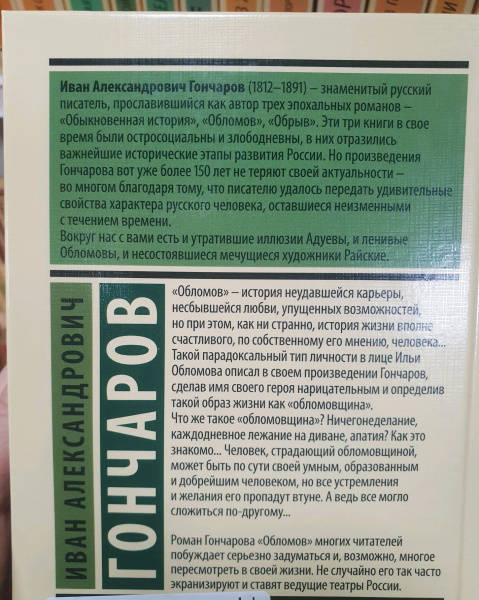 Иван Александрович Гончаров (1812–1891) – знаменитый русский
писатель, прославившийся как автор трех эпохальных романов –
«Обыкновенная история», «Обломов», «Обрыв». Эти три книги в свое
время были остросоциальны и злободневны, в них отразились
важнейшие исторические этапы развития России. Но произведения
Гончарова вот уже более 150 лет не теряют своей актуальности –
во многом благодаря тому, что писателю удалось передать удивительные
свойства характера русского человека, оставшиеся неизменными
с течением времени.
Вокруг нас с вами есть и утратившие иллюзии Адуевы, и ленивые
Обломовы, и несостоявшиеся мечущиеся художники Райские.
ИВАН АЛЕКСАНДРОВИЧ
ГОНЧАРОВ
«Обломов» – история неудавшейся карьеры,
несбывшейся любви, упущенных возможностей,
но при этом, как ни странно, история жизни вполне
счастливого, по собственному его мнению, человека...
Такой парадоксальный тип личности в лице Ильи
Обломова описал в своем произведении Гончаров,
сделав имя своего героя нарицательным и определив
такой образ жизни как «обломовщина».
Что же такое «обломовщина»? Ничегонеделание,
каждодневное лежание на диване, апатия? Как это
знакомо... Человек, страдающий обломовщиной,
может быть по сути своей умным, образованным
и добрейшим человеком, но все устремления
и желания его пропадут втуне. А ведь все могло
сложиться по-другому...
Роман Гончарова «Обломов» многих читателей
побуждает серьезно задуматься и, возможно, многое
пересмотреть в своей жизни. Не случайно его так часто
экранизируют и ставят ведущие театры России.